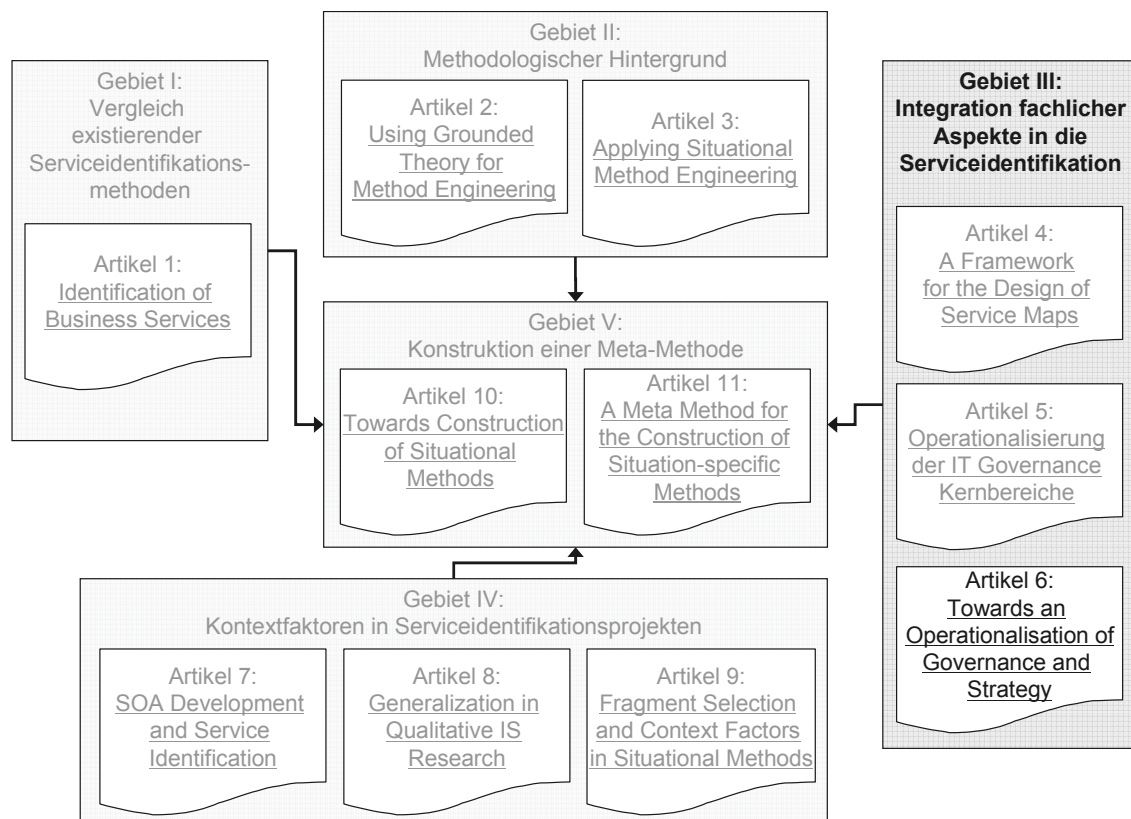 Gebiet I:
Vergleich
existierender
Serviceidentifikations-
methoden
Artikel 1:
Identification of
Business Services
Gebiet II:
Methodologischer Hintergrund
Artikel 2:
Using Grounded
Theory for
Method Engineering
Artikel 3:
Applying Situational
Method Engineering
Gebiet III:
Integration fachlicher
Aspekte in die
Serviceidentifikation
Artikel 4:
A Framework
for the Design of
Service Maps
Artikel 5:
Operationalisierung
der IT Governance
Kernbereiche
Artikel 6:
Towards an
Operationalisation of
Governance and
Strategy
Gebiet V:
Konstruktion einer Meta-Methode
Artikel 10:
Towards Construction
of Situational
Methods
Artikel 11:
A Meta Method for
the Construction of
Situation-specific
Methods
Gebiet IV:
Kontextfaktoren in Serviceidentifikationsprojekten
Artikel 7:
SOA Development
and Service
Identification
Artikel 8:
Generalization in
Qualitative IS
Research
Artikel 9:
Fragment Selection
and Context Factors
in Situational Methods